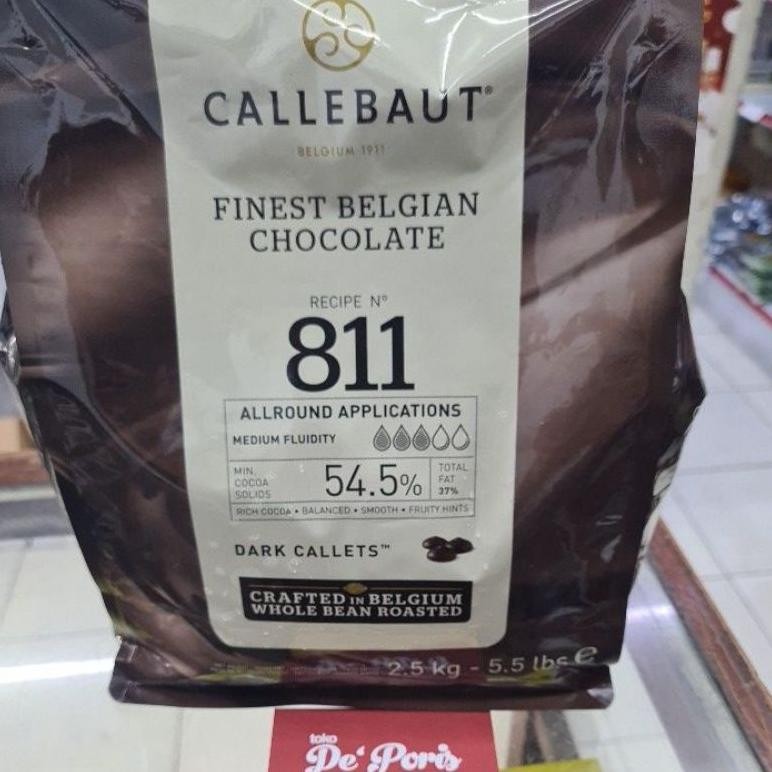 CALLEBAUT®
BELGIUM 1911
FINEST BELGIAN
CHOCOLATE
RECIPE N°
811
ALLROUND APPLICATIONS
MEDIUM FLUIDITY
MIN.
COCOA
SOLIDS
54.5%
TOTAL
FAT
37%
RICH COCOA • BALANCED • SMOOTH • FRUITY HINTS
DARK CALLETS™
CRAFTED IN BELGIUM
WHOLE BEAN ROASTED
2.5 kg - 5.5 lbs e
toko
De' Poris